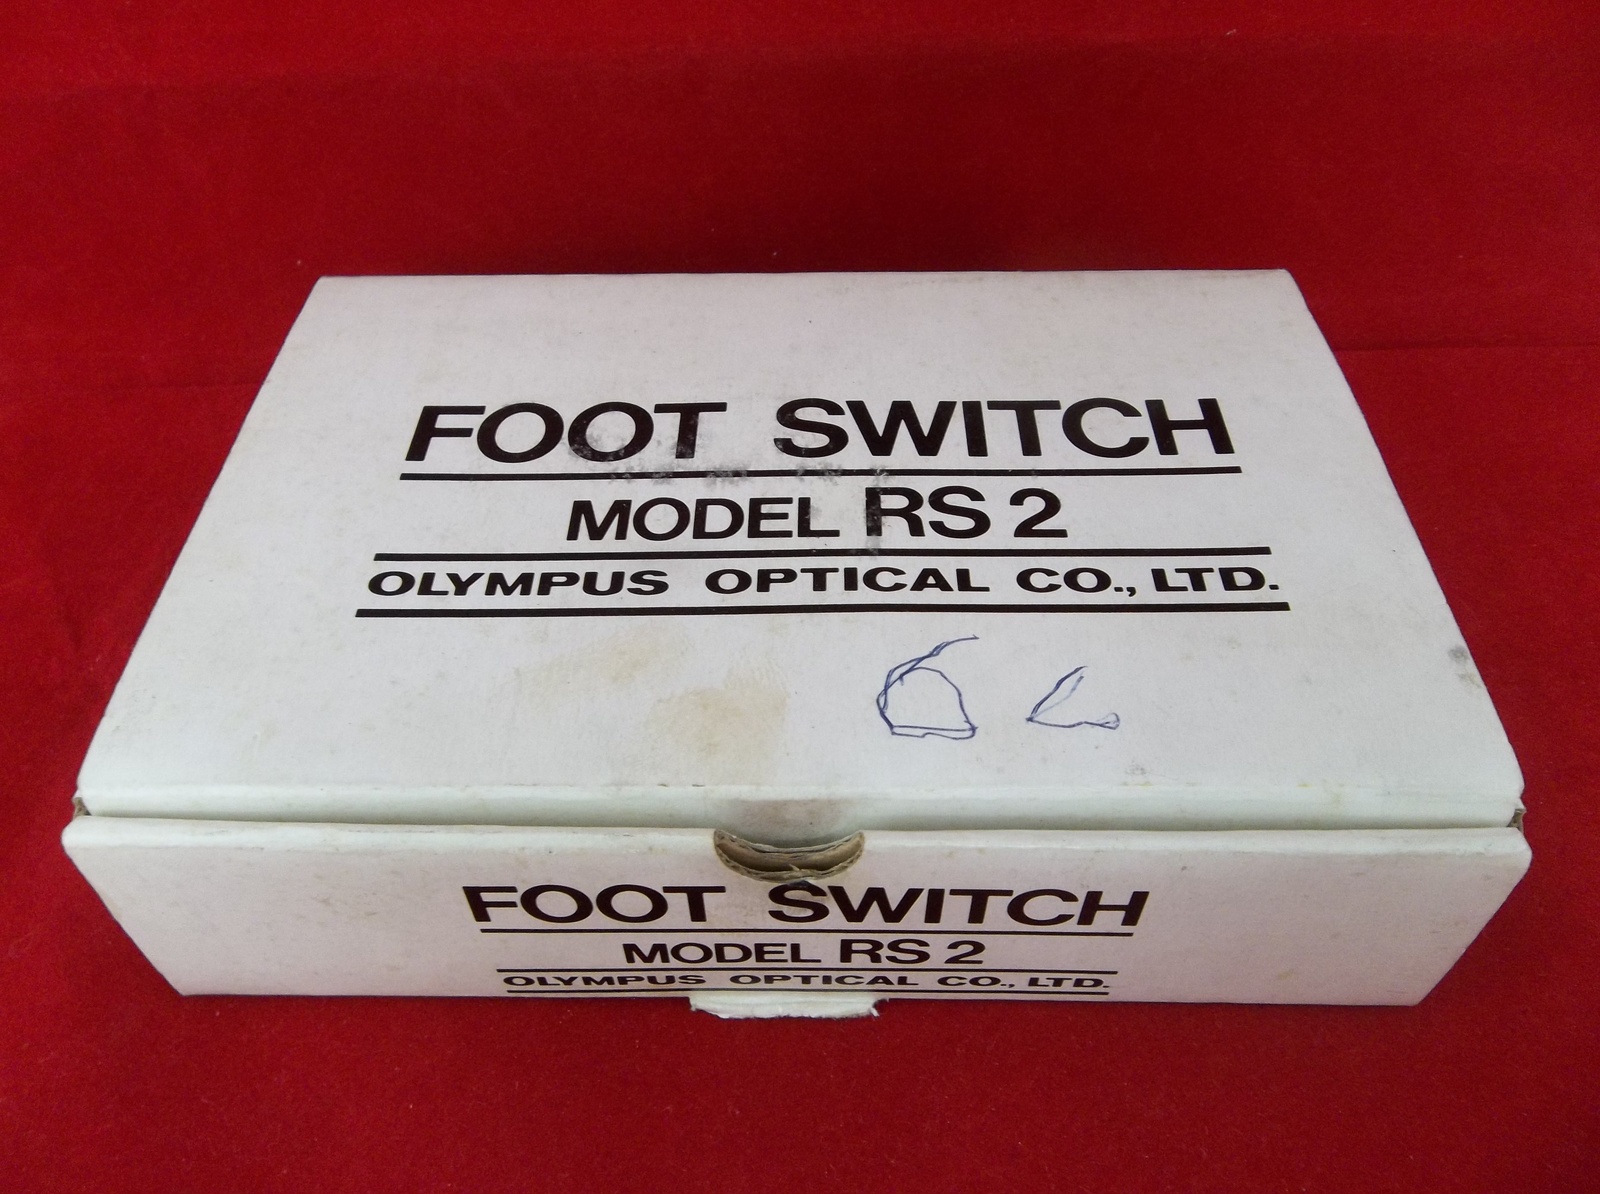 FOOT SWITCH
MODEL RS 2
OLYMPUS OPTICAL CO., LTD.
FOOT SWITCH
MODEL RS 2
OLYMPUS OPTICAL CO., LTD.